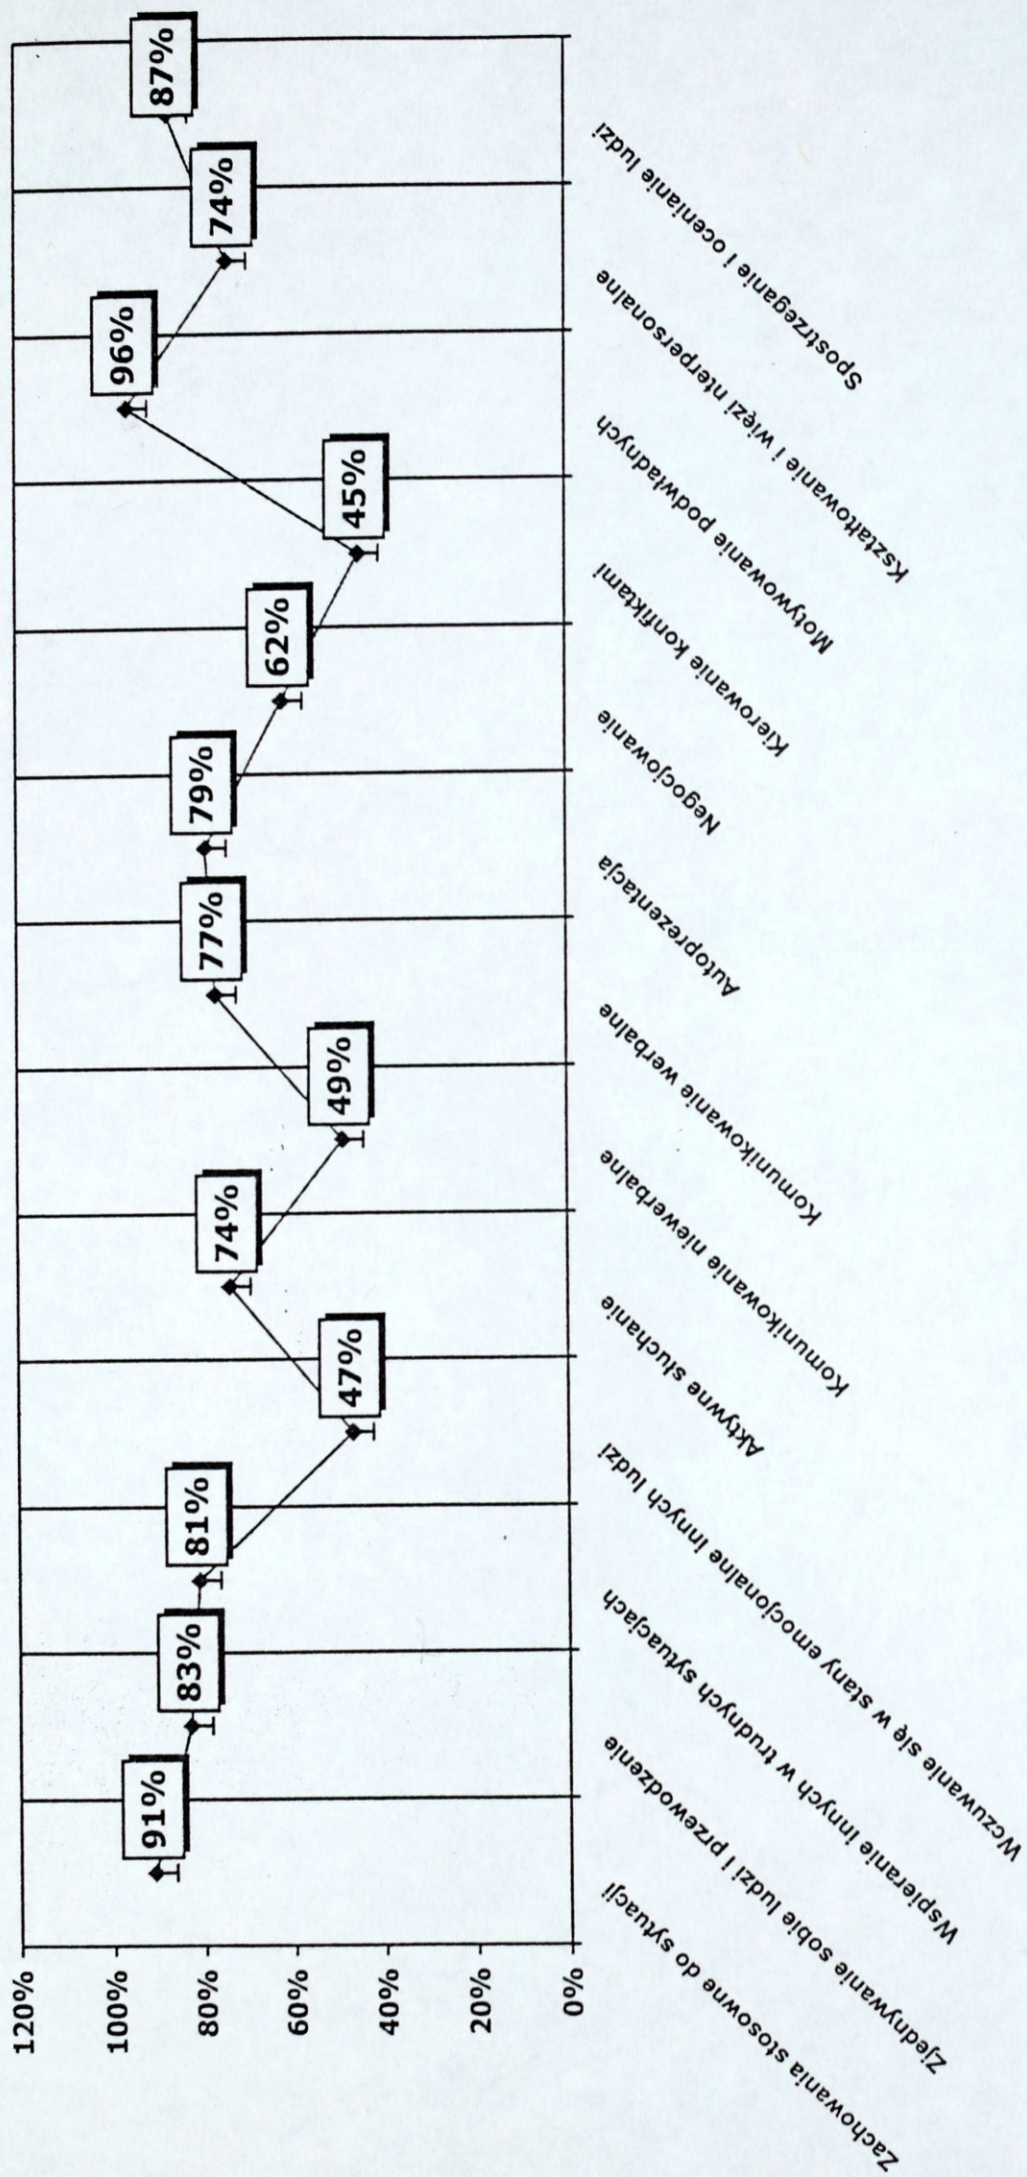 120%
100%
80%
60%
40%
20%
0%
91%
83%
81%
47%
74%
49%
77%
79%
62%
45%
96%
74%
87%
Zachowania stosowne do sytuacji
Zjednywanie sobie ludzi i przewodzenie
Wspieranie innych w trudnych sytuacjach
Wczuwanie się w stany emocjonalne innych ludzi
Aktywne słuchanie
Komunikowanie niewerbalne
Komunikowanie werbalne
Autoprezentacja
Negocjowanie
Kierowanie konfiktami
Motywowanie podwładnych
Kształtowanie i więzi nterpersonalne
Spostrzeganie i ocenianie ludzi